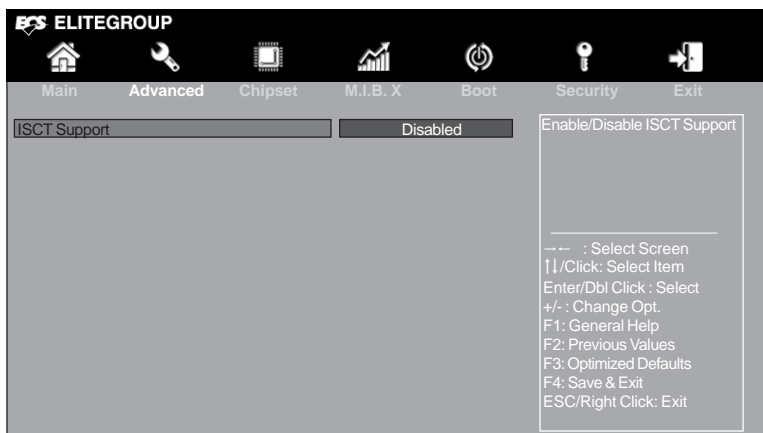 ECS ELITEGROUP
Main Advanced Chipset M.I.B. X Boot Security Exit
ISCT Support Disabled
Enable/Disable ISCT Support
→← : Select Screen
↑↓/Click: Select Item
Enter/Dbl Click : Select
+/- : Change Opt.
F1: General Help
F2: Previous Values
F3: Optimized Defaults
F4: Save & Exit
ESC/Right Click: Exit